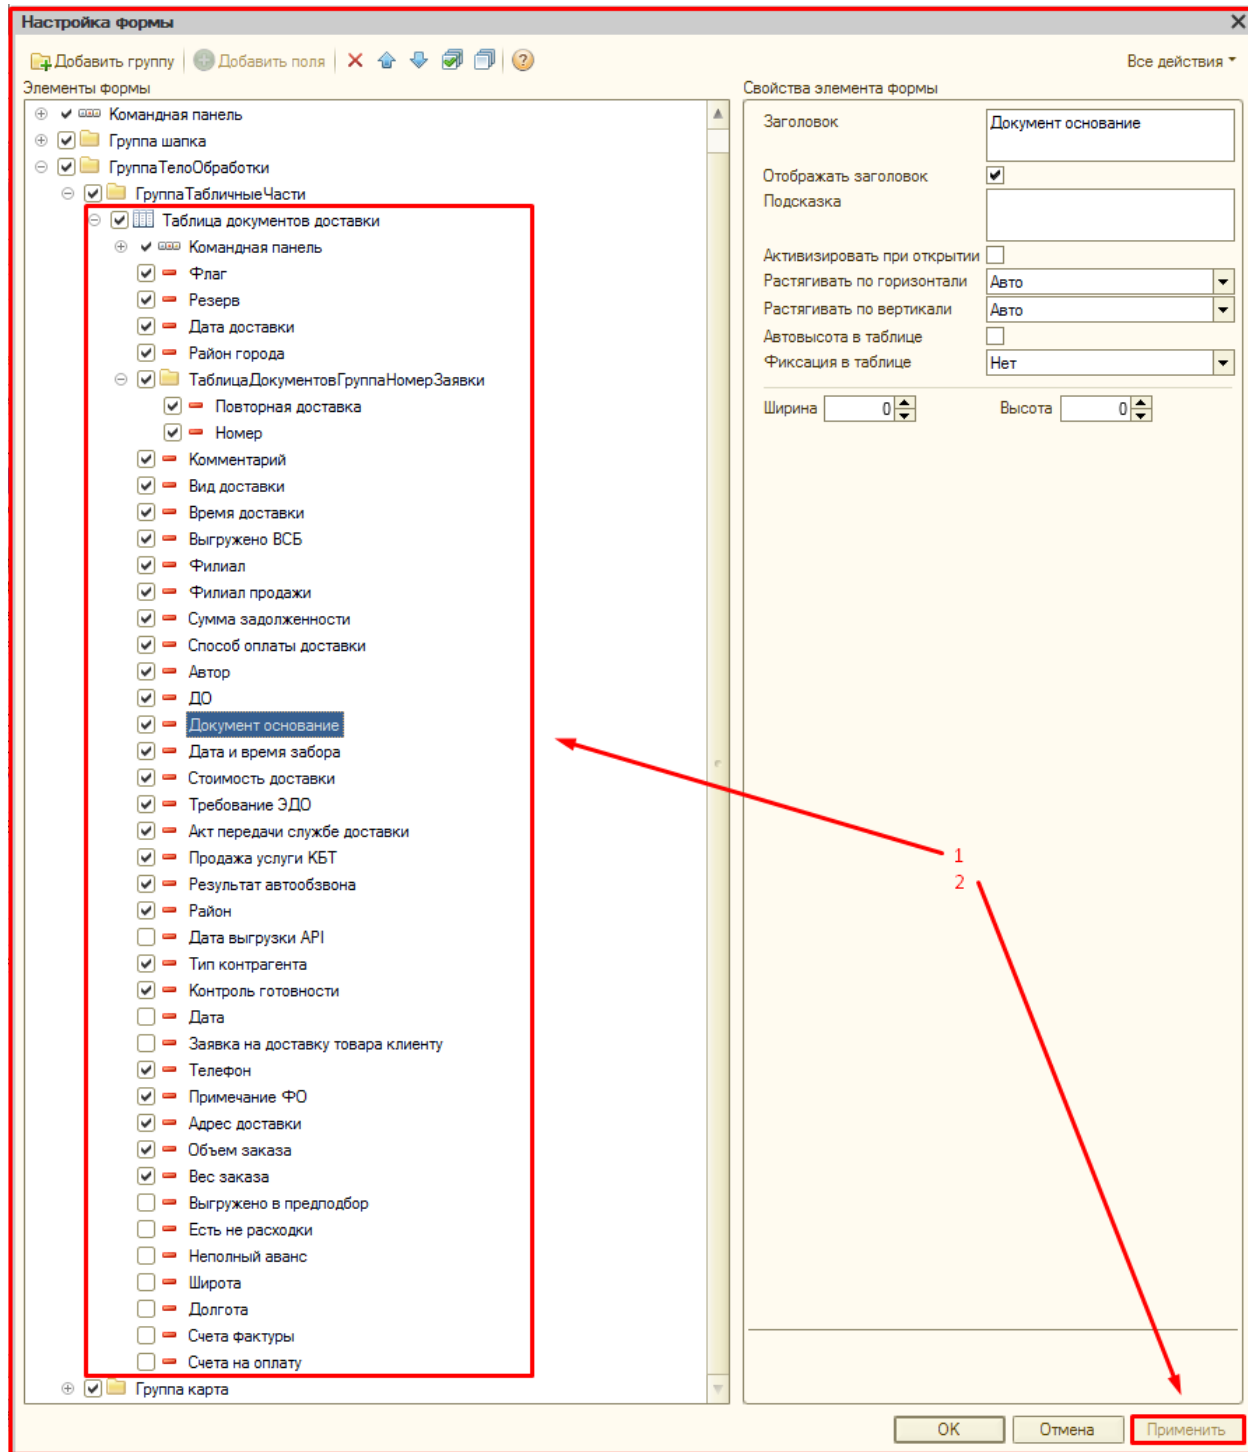 Настройка формы
Добавить группу
Добавить поля
Все действия
Элементы формы
Свойства элемента формы
Командная панель
Группа шапка
ГруппаТелоОбработки
ГруппаТабличныеЧасти
Таблица документов доставки
Командная панель
Флаг
Резерв
Дата доставки
Район города
ТаблицаДокументовГруппаНомерЗаявки
Повторная доставка
Номер
Комментарий
Вид доставки
Время доставки
Выгружено ВСБ
Филиал
Филиал продажи
Сумма задолженности
Способ оплаты доставки
Автор
ДО
Документ основание
Дата и время забора
Стоимость доставки
Требование ЭДО
Акт передачи службе доставки
Продажа услуги КБТ
Результат автообзвона
Район
Дата выгрузки API
Тип контрагента
Контроль готовности
Дата
Заявка на доставку товара клиенту
Телефон
Примечание ФО
Адрес доставки
Объем заказа
Вес заказа
Выгружено в предподбор
Есть не расходки
Неполный аванс
Широта
Долгота
Счета фактуры
Счета на оплату
Группа карта
Заголовок
Документ основание
Отображать заголовок
Подсказка
Активизировать при открытии
Растягивать по горизонтали
Авто
Растягивать по вертикали
Авто
Автовысота в таблице
Фиксация в таблице
Нет
Ширина
0
Высота
0
1
2
OK
Отмена
Применить